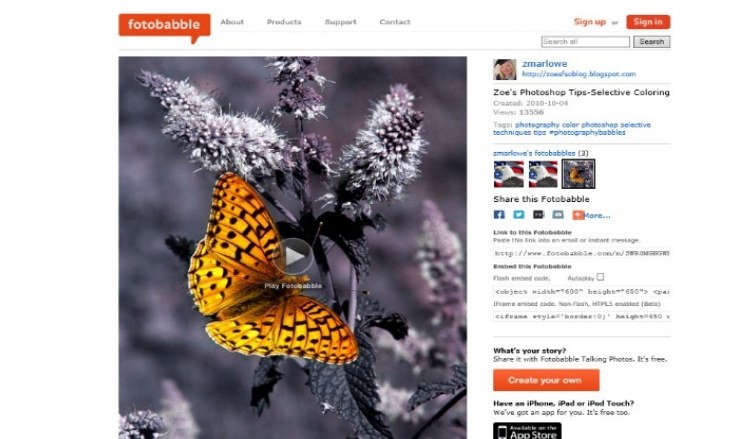 fotobabble
About
Products
Support
Contact
Sign up or Sign in
Search all
Search
zmarlowe
http://zoesfsoblog.blogspot.com
Zoe's Photoshop Tips-Selective Coloring
Created: 2010-10-04
Views: 13556
Tags: photography color photoshop selective
techniques tips #photographybabbles
zmarlowe's fotobabbles (3)
Share this Fotobabble
More...
Link to this Fotobabble
Paste this link into an email or instant message.
http://www.fotobabble.com/m/
Embed this Fotobabble
Flash embed code. Autoplay
<object width="600" height="650"> <par
IFrame embed code. Non-flash, HTML5 enabled (Beta)
<iframe style='border:0;' height=650
Play Fotobabble
What's your story?
Share it with Fotobabble Talking Photos. It's free.
Create your own
Have an iPhone, iPad or iPod Touch?
We've got an app for you. It's free too.
Available on the
App Store